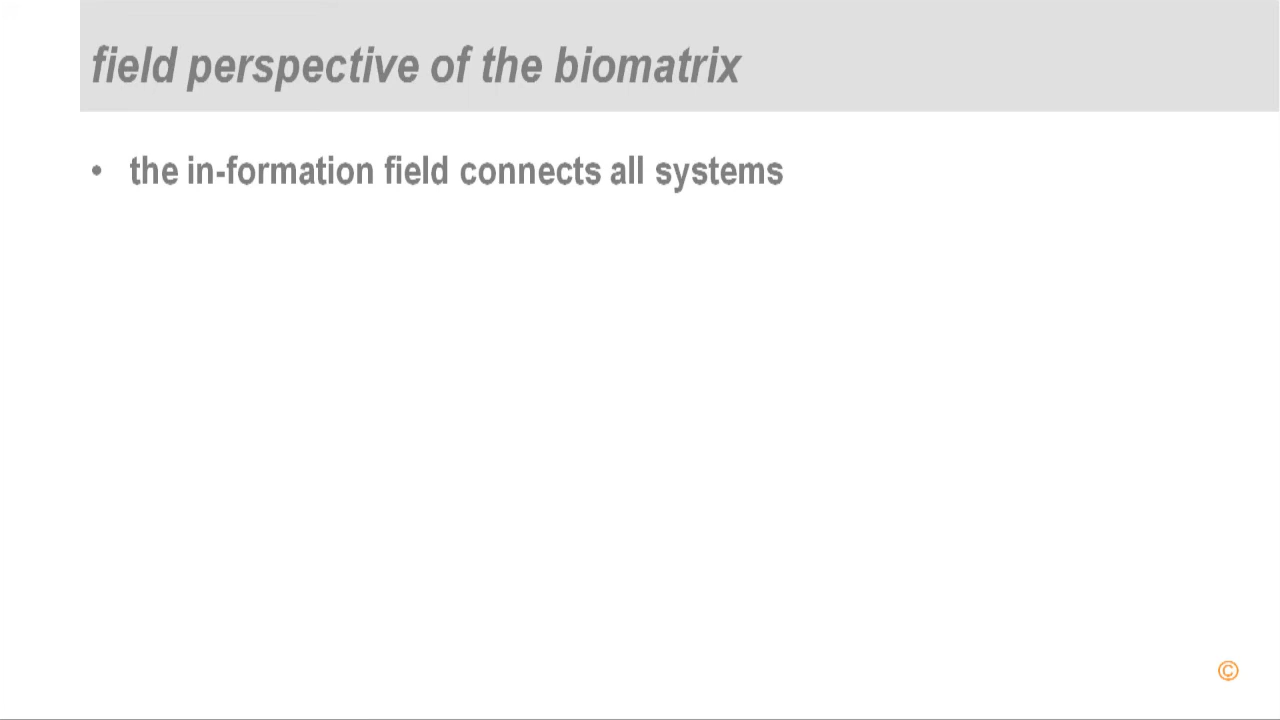 field perspective of the biomatrix
• the in-formation field connects all systems
©